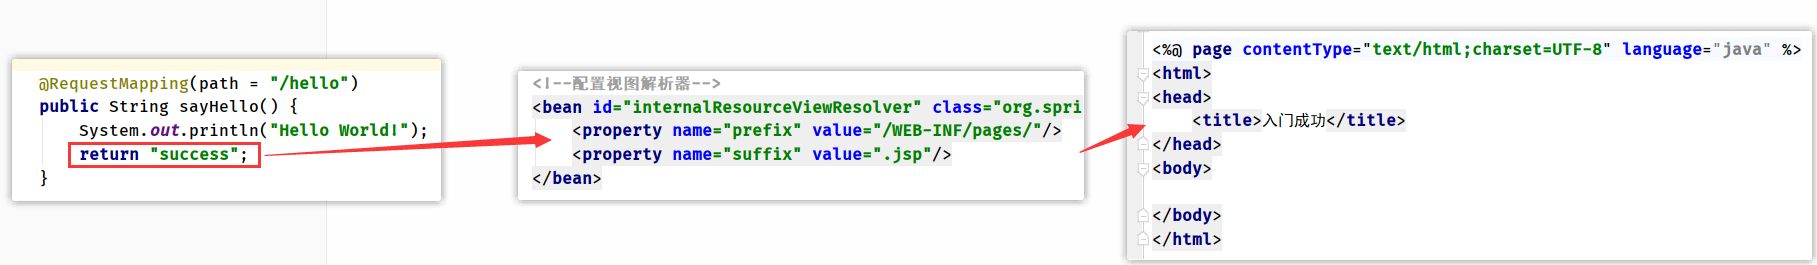 @RequestMapping(path = "/hello")
public String sayHello() {
System.out.println("Hello World!");
return "success";
}
<!--配置视图解析器-->
<bean id="internalResourceViewResolver" class="org.spri
<property name="prefix" value="/WEB-INF/pages/"/>
<property name="suffix" value=".jsp"/>
</bean>
<%@ page contentType="text/html;charset=UTF-8" language="java" %>
<html>
<head>
<title>入门成功</title>
</head>
<body>
</body>
</html>